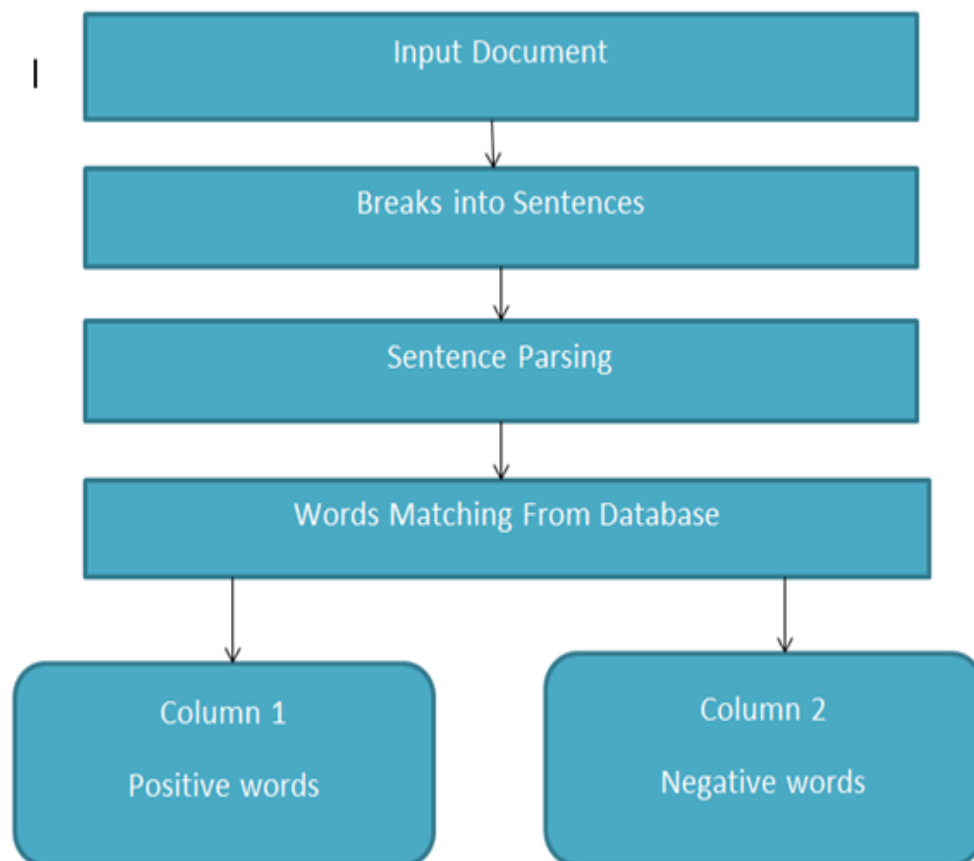 Input Document
Breaks into Sentences
Sentence Parsing
Words Matching From Database
Column 1
Positive words
Column 2
Negative words